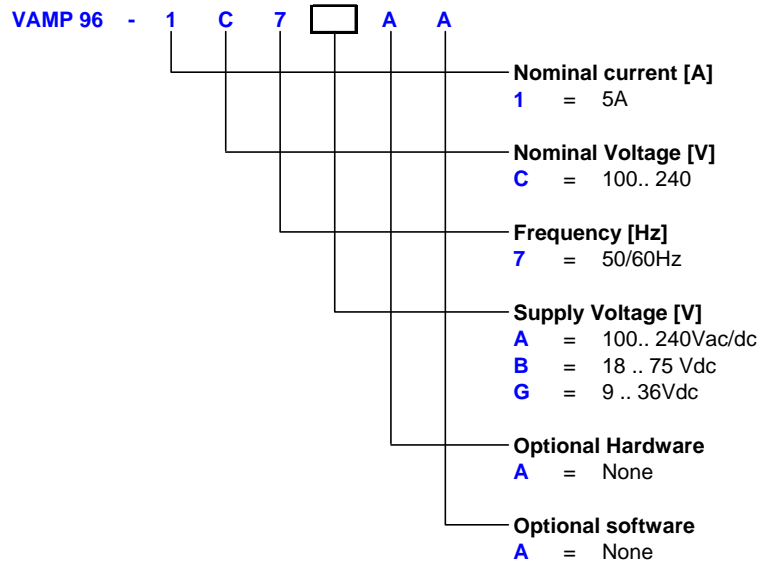 VAMP 96 - 1 C 7 A A
Nominal current [A]
1 = 5A
Nominal Voltage [V]
C = 100.. 240
Frequency [Hz]
7 = 50/60Hz
Supply Voltage [V]
A = 100.. 240Vac/dc
B = 18 .. 75 Vdc
G = 9 .. 36Vdc
Optional Hardware
A = None
Optional software
A = None